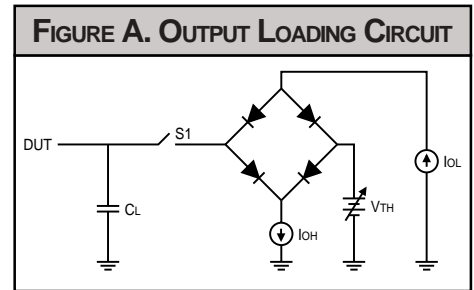 FIGURE A. OUTPUT LOADING CIRCUIT
DUT
S1
CL
IOH
VTH
IOL